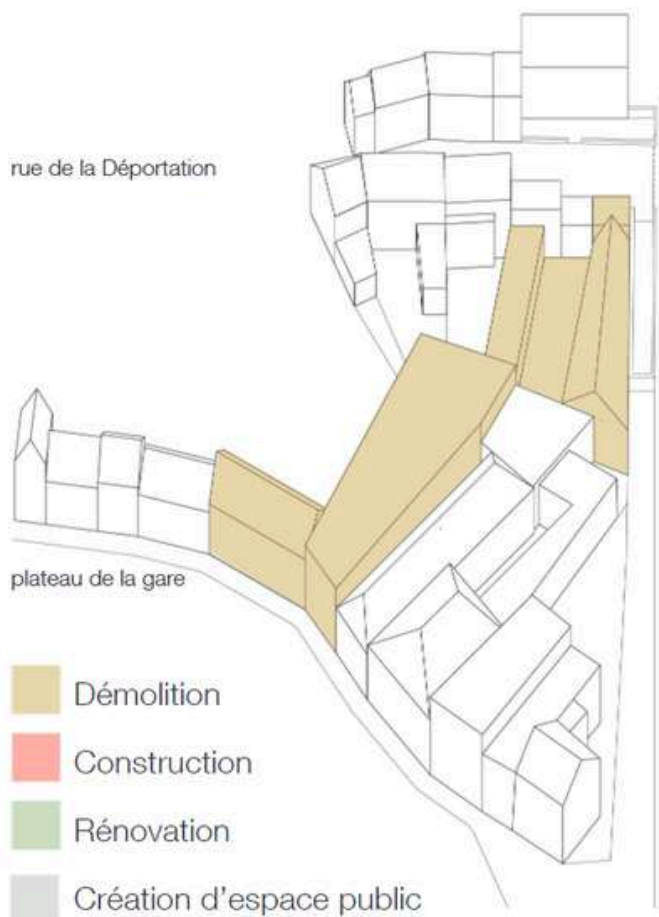 rue de la Déportation
plateau de la gare
Démolition
Construction
Rénovation
Création d'espace public